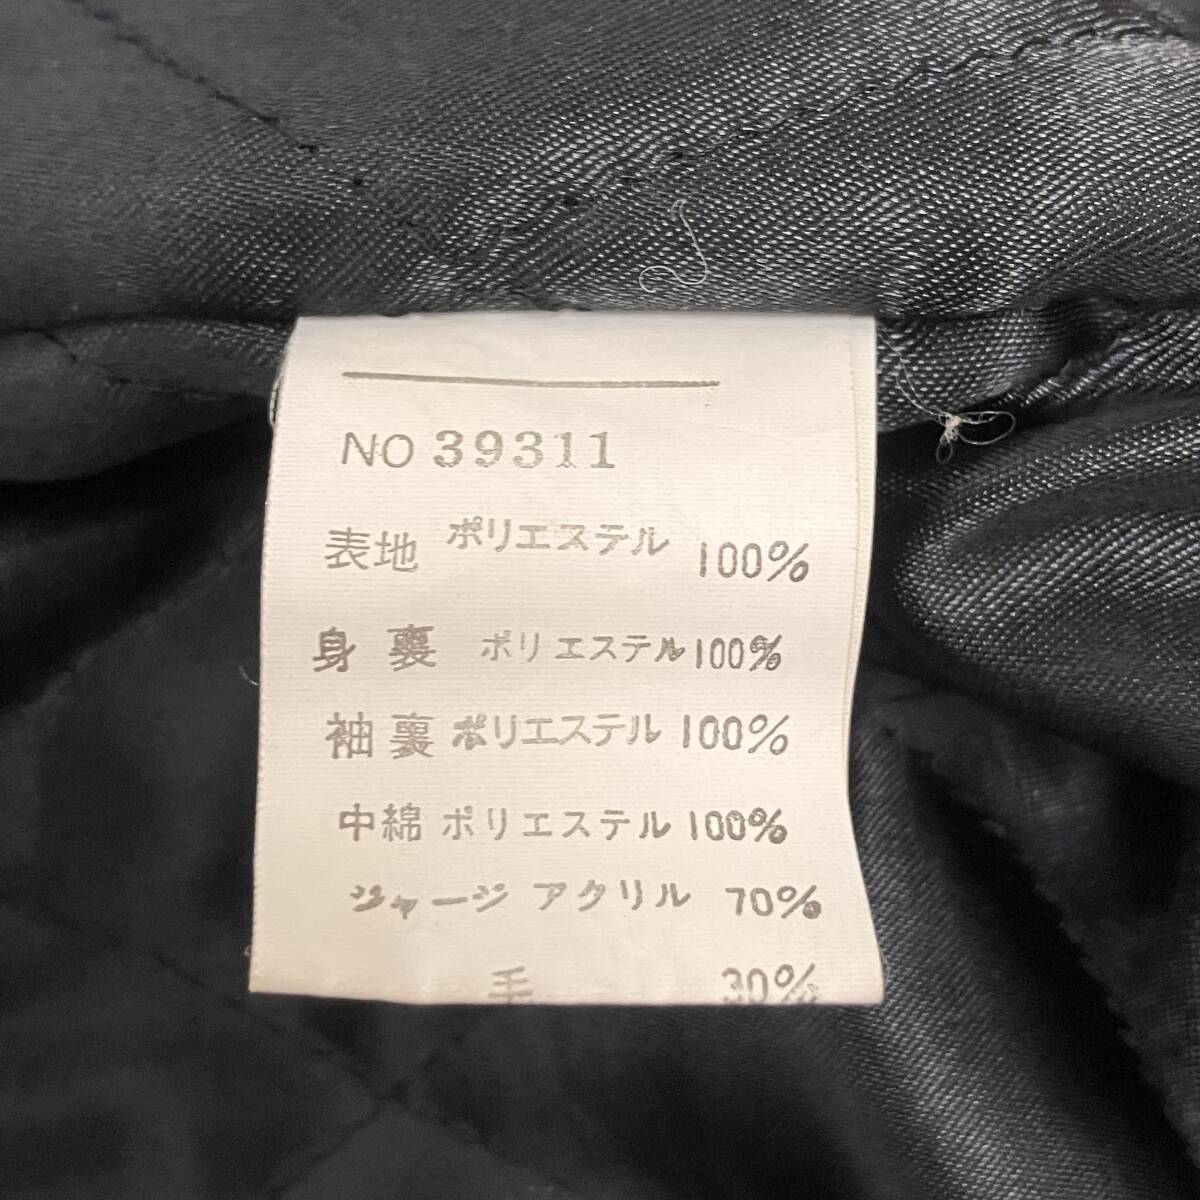 NO 39311
表地 ポリエステル 100%
身裏 ポリエステル 100%
袖裏 ポリエステル 100%
中綿 ポリエステル 100%
ジャージ アクリル 70%
毛 30%